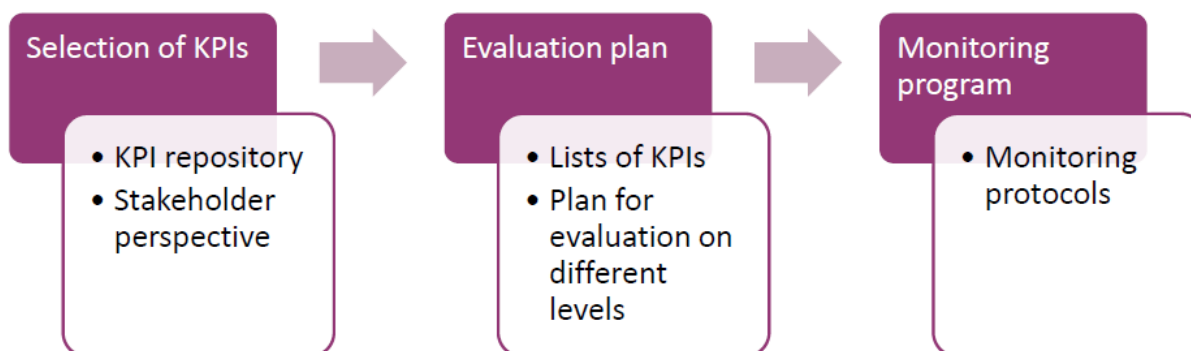 Selection of KPIs
• KPI repository
• Stakeholder
perspective
Evaluation plan
• Lists of KPIs
• Plan for
evaluation on
different
levels
Monitoring
program
• Monitoring
protocols